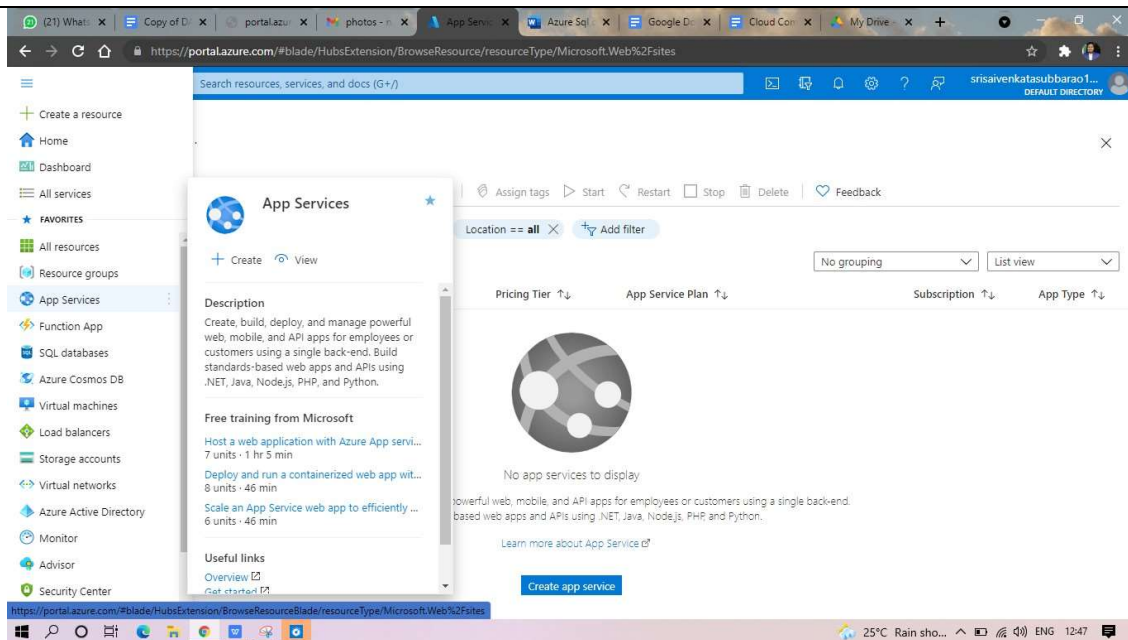 (21) Whats
Copy of D
portal.azur
photos - n
App Servic
Azure Sql
Google Do
Cloud Con
My Drive -
https://portal.azure.com/#blade/HubsExtension/BrowseResource/resourceType/Microsoft.Web%2Fsites
Search resources, services, and docs (G+/)
srisaivenkatasubbarao1...
DEFAULT DIRECTORY
Create a resource
Home
Dashboard
All services
FAVORITES
All resources
Resource groups
App Services
Function App
SQL databases
Azure Cosmos DB
Virtual machines
Load balancers
Storage accounts
Virtual networks
Azure Active Directory
Monitor
Advisor
Security Center
App Services
Create View
Description
Create, build, deploy, and manage powerful
web, mobile, and API apps for employees or
customers using a single back-end. Build
standards-based web apps and APIs using
.NET, Java, Node.js, PHP, and Python.
Free training from Microsoft
Host a web application with Azure App servi...
7 units · 1 hr 5 min
Deploy and run a containerized web app wit...
8 units · 46 min
Scale an App Service web app to efficiently ...
6 units · 46 min
Useful links
Overview
Get started
Assign tags Start Restart Stop Delete Feedback
Location == all Add filter
No grouping List view
Pricing Tier App Service Plan Subscription App Type
No app services to display
powerful web, mobile, and API apps for employees or customers using a single back-end.
based web apps and APIs using .NET, Java, Node.js, PHP, and Python.
Learn more about App Service
Create app service
https://portal.azure.com/#blade/HubsExtension/BrowseResourceBlade/resourceType/Microsoft.Web%2Fsites
25°C Rain sho... ENG 12:47